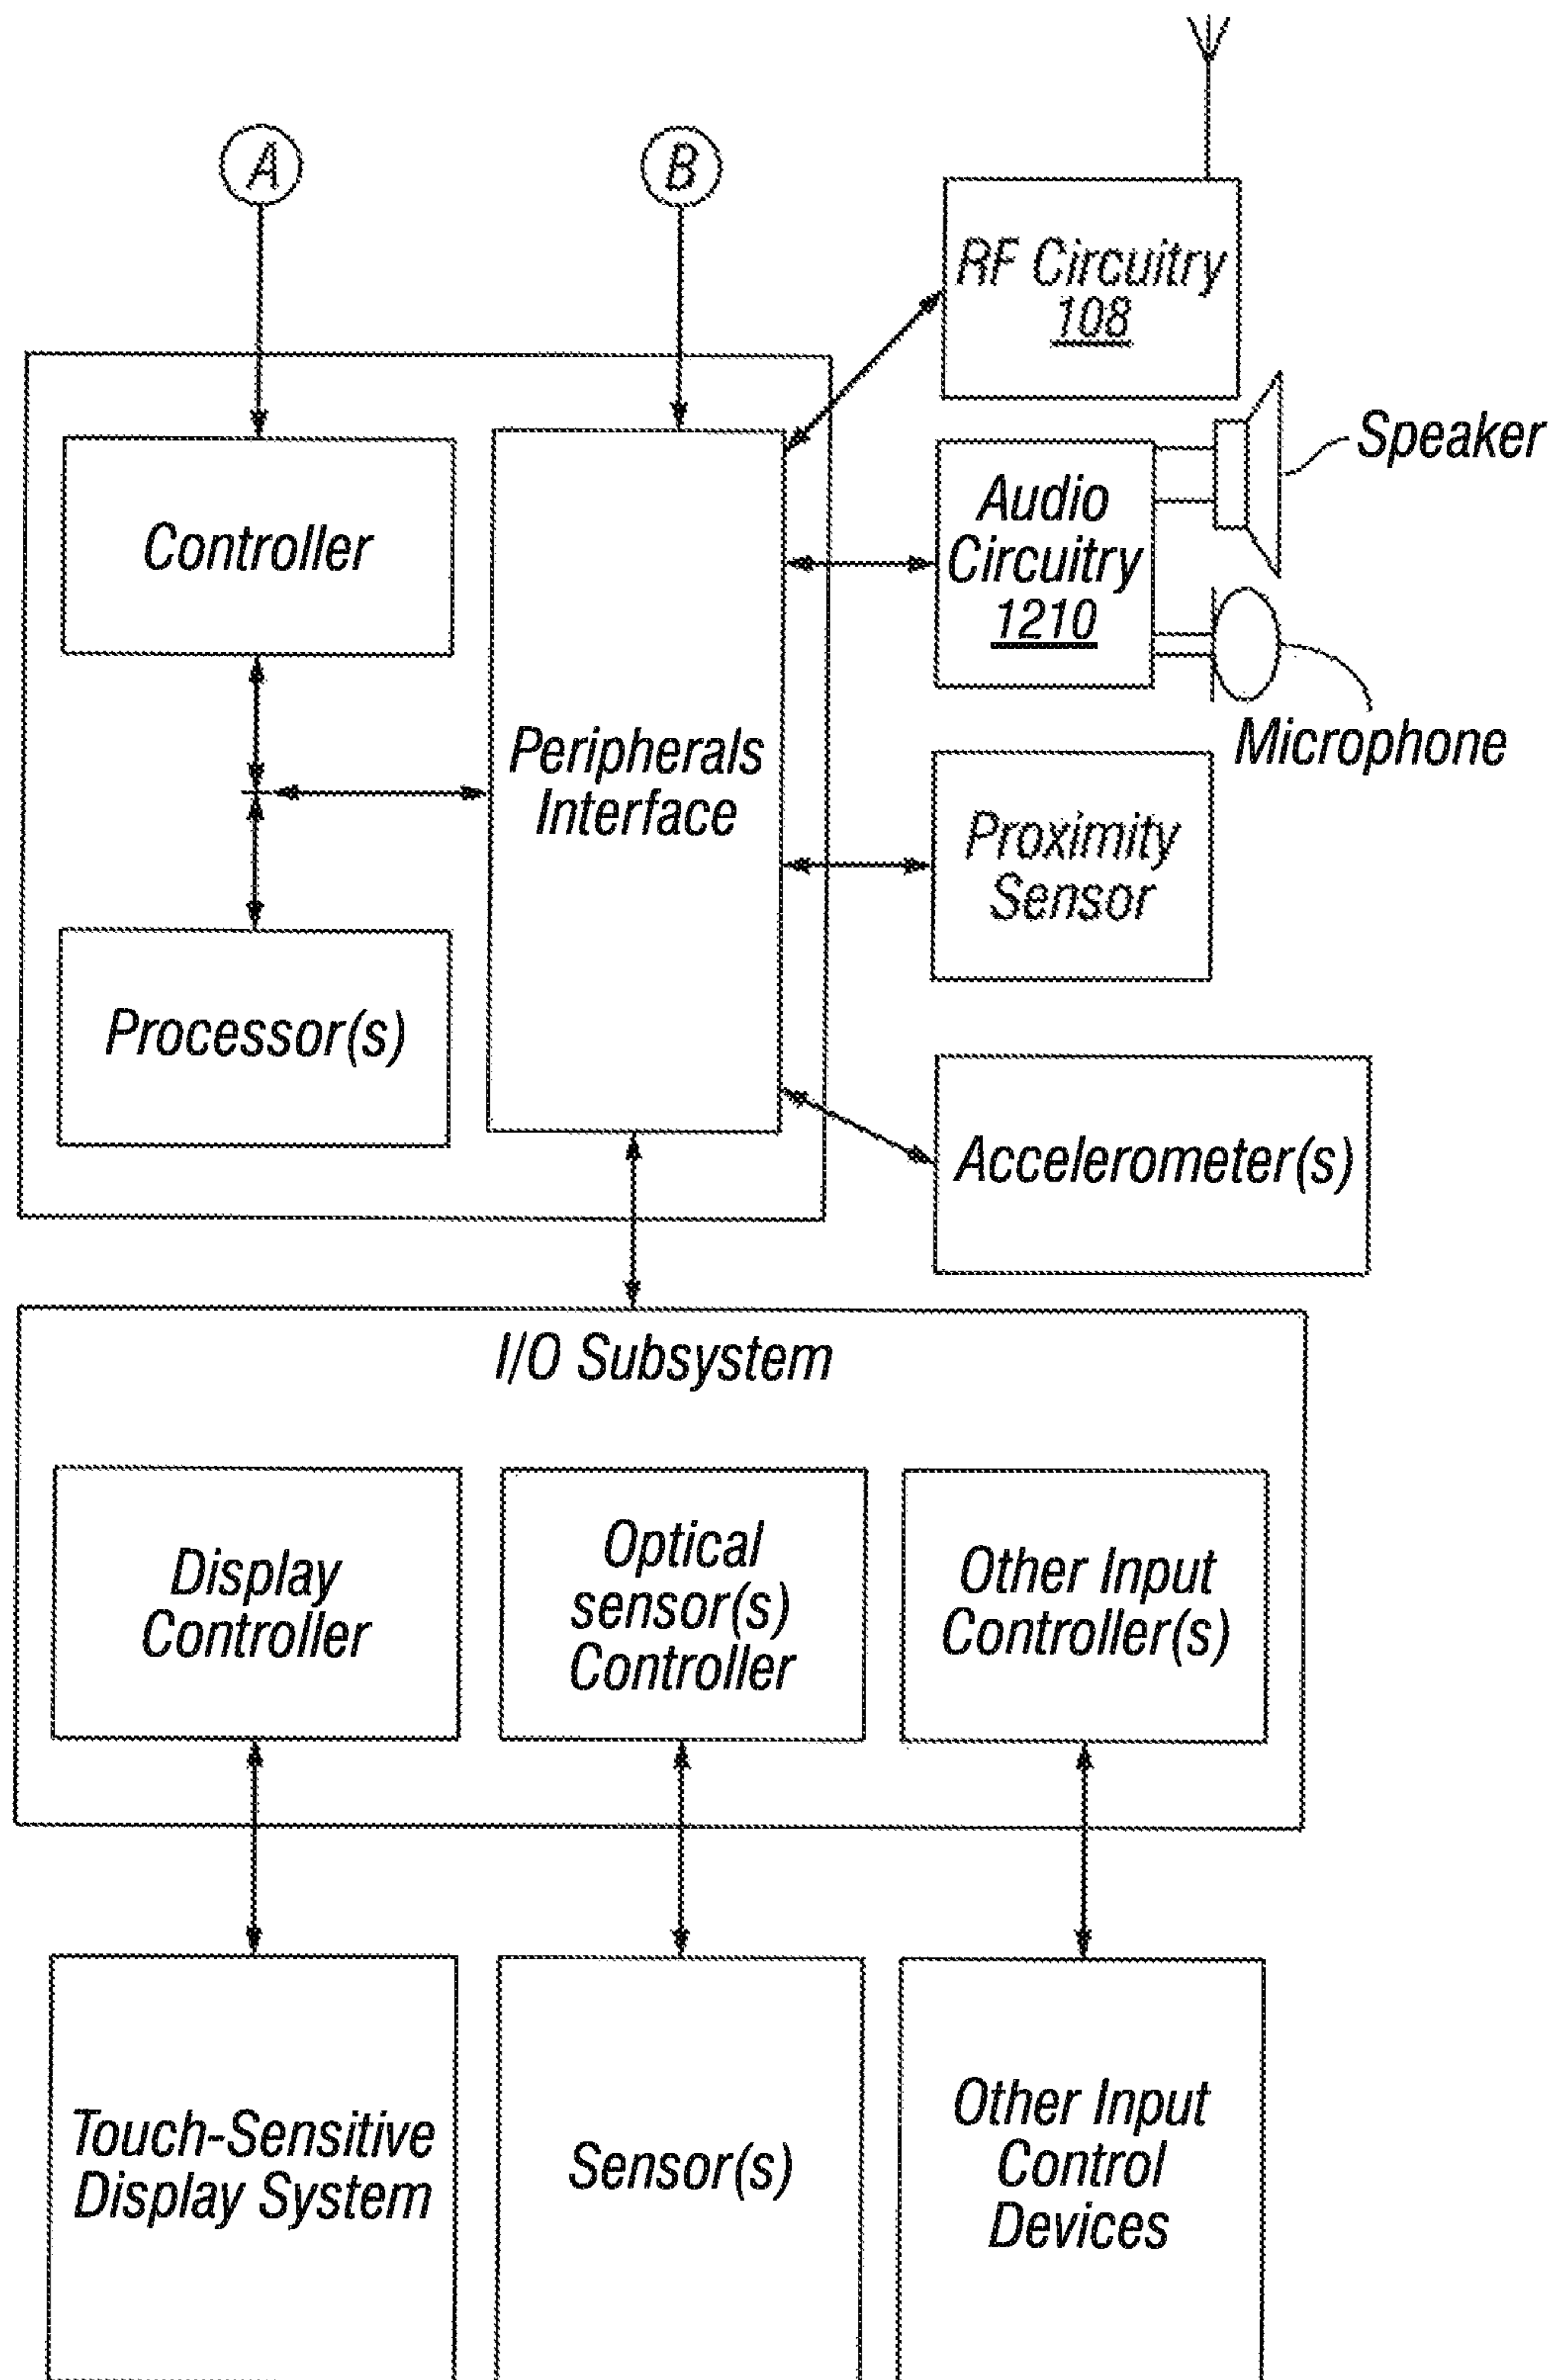 A
B
RF Circuitry
108
Speaker
Audio
Circuitry
1210
Microphone
Controller
Peripherals
Interface
Proximity
Sensor
Processor(s)
Accelerometer(s)
I/O Subsystem
Display
Controller
Optical
sensor(s)
Controller
Other Input
Controller(s)
Touch-Sensitive
Display System
Sensor(s)
Other Input
Control
Devices